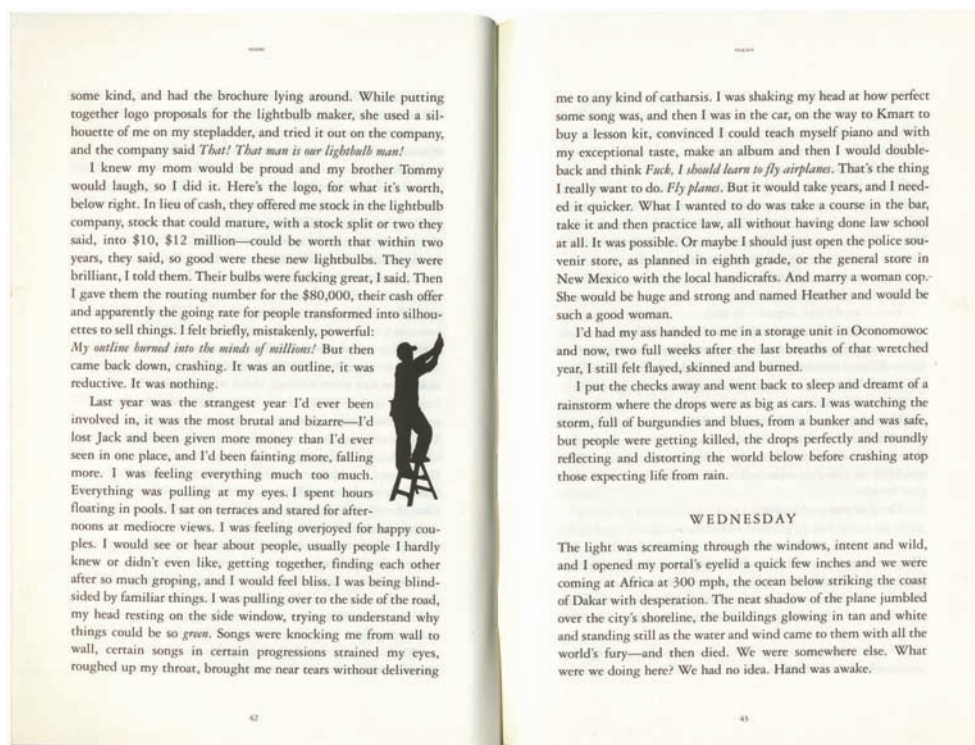 some kind, and had the brochure lying around. While putting
together logo proposals for the lightbulb maker, she used a sil-
houette of me on my stepladder, and tried it out on the company,
and the company said That! That man is our lightbulb man!
I knew my mom would be proud and my brother Tommy
would laugh, so I did it. Here's the logo, for what it's worth,
below right. In lieu of cash, they offered me stock in the lightbulb
company, stock that could mature, with a stock split or two they
said, into $10, $12 million—could be worth that within two
years, they said, so good were these new lightbulbs. They were
brilliant, I told them. Their bulbs were fucking great, I said. Then
I gave them the routing number for the $80,000, their cash offer
and apparently the going rate for people transformed into silhou-
ettes to sell things. I felt briefly, mistakenly, powerful:
My outline burned into the minds of millions! But then
came back down, crashing. It was an outline, it was
reductive. It was nothing.
Last year was the strangest year I'd ever been
involved in, it was the most brutal and bizarre—I'd
lost Jack and been given more money than I'd ever
seen in one place, and I'd been fainting more, falling
more. I was feeling everything much too much.
Everything was pulling at my eyes. I spent hours
floating in pools. I sat on terraces and stared for after-
noons at mediocre views. I was feeling overjoyed for happy cou-
ples. I would see or hear about people, usually people I hardly
knew or didn't even like, getting together, finding each other
after so much groping, and I would feel bliss. I was being blind-
sided by familiar things. I was pulling over to the side of the road,
my head resting on the side window, trying to understand why
things could be so green. Songs were knocking me from wall to
wall, certain songs in certain progressions strained my eyes,
roughed up my throat, brought me near tears without delivering
42
me to any kind of catharsis. I was shaking my head at how perfect
some song was, and then I was in the car, on the way to Kmart to
buy a lesson kit, convinced I could teach myself piano and with
my exceptional taste, make an album and then I would double-
back and think Fuck, I should learn to fly airplanes. That's the thing
I really want to do. Fly planes. But it would take years, and I need-
ed it quicker. What I wanted to do was take a course in the bar,
take it and then practice law, all without having done law school
at all. It was possible. Or maybe I should just open the police sou-
venir store, as planned in eighth grade, or the general store in
New Mexico with the local handicrafts. And marry a woman cop.
She would be huge and strong and named Heather and would be
such a good woman.
I'd had my ass handed to me in a storage unit in Oconomowoc
and now, two full weeks after the last breaths of that wretched
year, I still felt flayed, skinned and burned.
I put the checks away and went back to sleep and dreamt of a
rainstorm where the drops were as big as cars. I was watching the
storm, full of burgundies and blues, from a bunker and was safe,
but people were getting killed, the drops perfectly and roundly
reflecting and distorting the world below before crashing atop
those expecting life from rain.
WEDNESDAY
The light was screaming through the windows, intent and wild,
and I opened my portal's eyelid a quick few inches and we were
coming at Africa at 300 mph, the ocean below striking the coast
of Dakar with desperation. The neat shadow of the plane jumbled
over the city's shoreline, the buildings glowing in tan and white
and standing still as the water and wind came to them with all the
world's fury—and then died. We were somewhere else. What
were we doing here? We had no idea. Hand was awake.
43